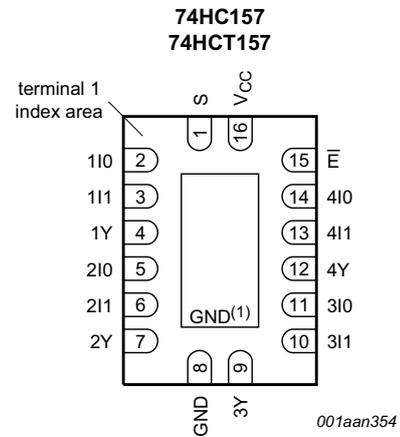 74HC157
74HCT157
terminal 1
index area
S
VCC
1
16
1I0 2 15 E̅
1I1 3 14 4I0
1Y 4 13 4I1
2I0 5 12 4Y
2I1 6 11 3I0
2Y 7 10 3I1
GND(1)
8
9
GND
3Y
001aan354